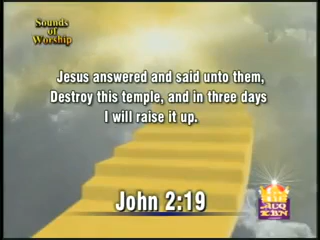 Sounds
of
Worship
Jesus answered and said unto them,
Destroy this temple, and in three days
I will raise it up.
John 2:19
KBN